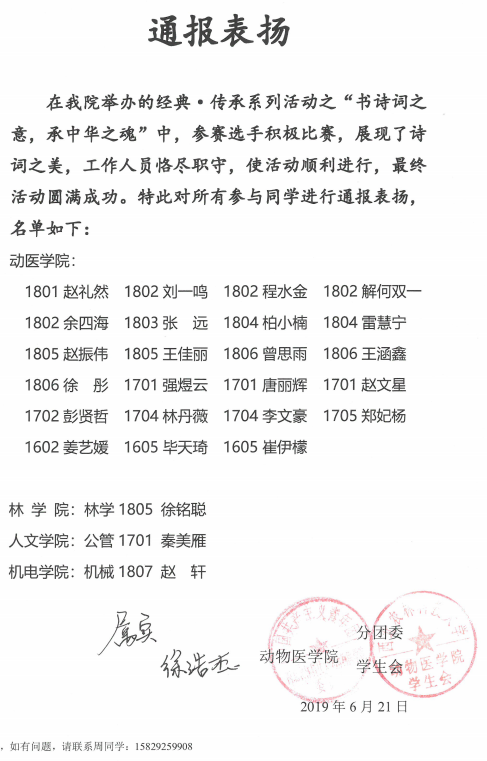 通报表扬
在我院举办的经典·传承系列活动之“书诗词之
意，承中华之魂”中，参赛选手积极比赛，展现了诗
词之美，工作人员恪尽职守，使活动顺利进行，最终
活动圆满成功。特此对所有参与同学进行通报表扬，
名单如下：
动医学院：
1801 赵礼然 1802 刘一鸣 1802 程水金 1802 解何双一
1802 余四海 1803 张 远 1804 柏小楠 1804 雷慧宁
1805 赵振伟 1805 王佳丽 1806 曾思雨 1806 王涵鑫
1806 徐 彤 1701 强煜云 1701 唐丽辉 1701 赵文星
1702 彭贤哲 1704 林丹薇 1704 李文豪 1705 郑妃杨
1602 姜艺媛 1605 毕天琦 1605 崔伊檬
林 学 院：林学 1805 徐铭聪
人文学院：公管 1701 秦美雁
机电学院：机械 1807 赵 轩
属实
徐浩杰
分团委
动物医学院
学生会
动物医学院
学生会
2019 年 6 月 21 日
，如有问题，请联系周同学：15829259908